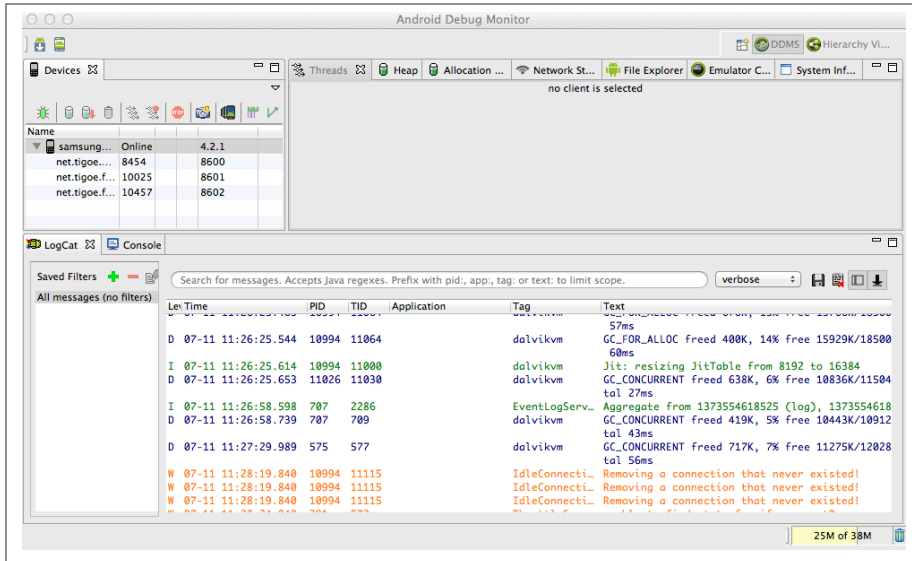 Android Debug Monitor
DDMS Hierarchy Vi...
Devices
Threads Heap Allocation ... Network St... File Explorer Emulator C... System Inf...
no client is selected
Name
samsung... Online 4.2.1
net.tigoe.... 8454 8600
net.tigoe.f... 10025 8601
net.tigoe.f... 10457 8602
LogCat Console
Saved Filters
Search for messages. Accepts Java regexes. Prefix with pid:, app:, tag: or text: to limit scope.
verbose
All messages (no filters)
Le Time PID TID Application Tag Text
57ms
D 07-11 11:26:25.544 10994 11064 dalvikvm GC_FOR_ALLOC freed 400K, 14% free 15929K/18500
60ms
I 07-11 11:26:25.614 10994 11000 dalvikvm Jit: resizing JitTable from 8192 to 16384
D 07-11 11:26:25.653 11026 11030 dalvikvm GC_CONCURRENT freed 638K, 6% free 10836K/11504
tal 27ms
I 07-11 11:26:58.598 707 2286 EventLogServ… Aggregate from 1373554618525 (log), 1373554618
D 07-11 11:26:58.739 707 709 dalvikvm GC_CONCURRENT freed 419K, 5% free 10443K/10912
tal 43ms
D 07-11 11:27:29.989 575 577 dalvikvm GC_CONCURRENT freed 717K, 7% free 11275K/12028
tal 56ms
W 07-11 11:28:19.840 10994 11115 IdleConnecti… Removing a connection that never existed!
W 07-11 11:28:19.840 10994 11115 IdleConnecti… Removing a connection that never existed!
W 07-11 11:28:19.840 10994 11115 IdleConnecti… Removing a connection that never existed!
25M of 38M